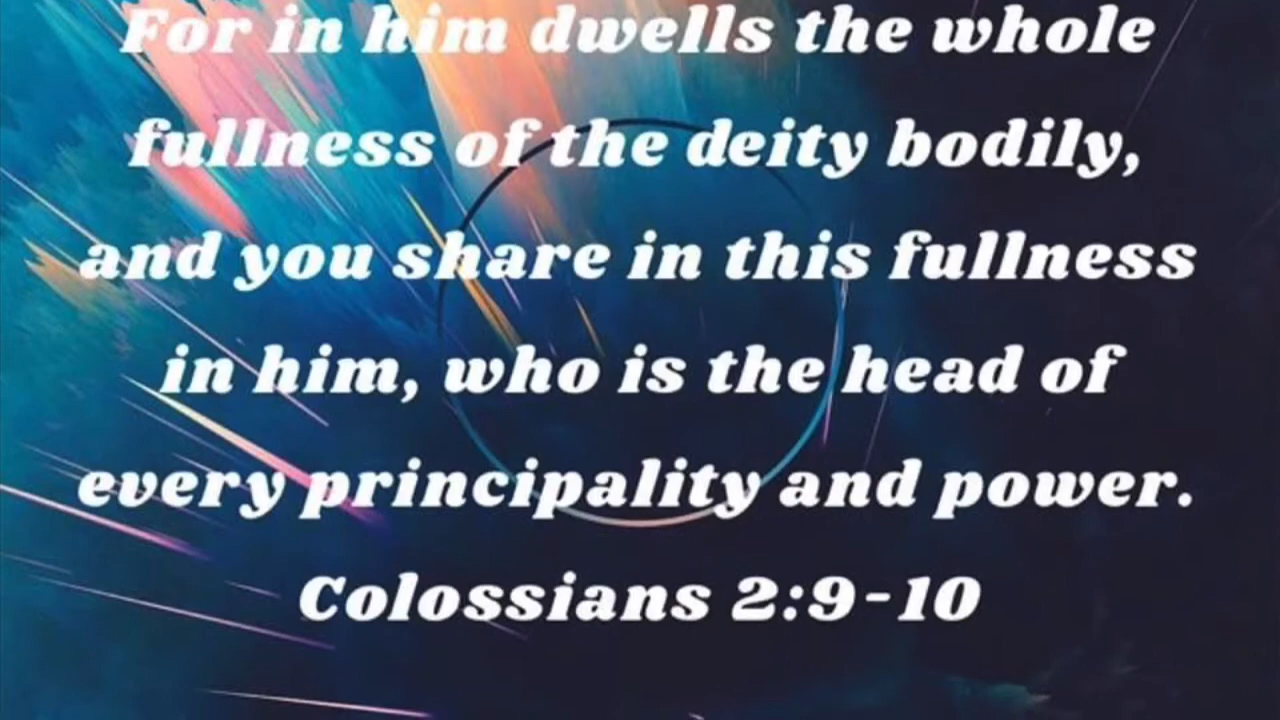 For in him dwells the whole
fullness of the deity bodily,
and you share in this fullness
in him, who is the head of
every principality and power.
Colossians 2:9-10